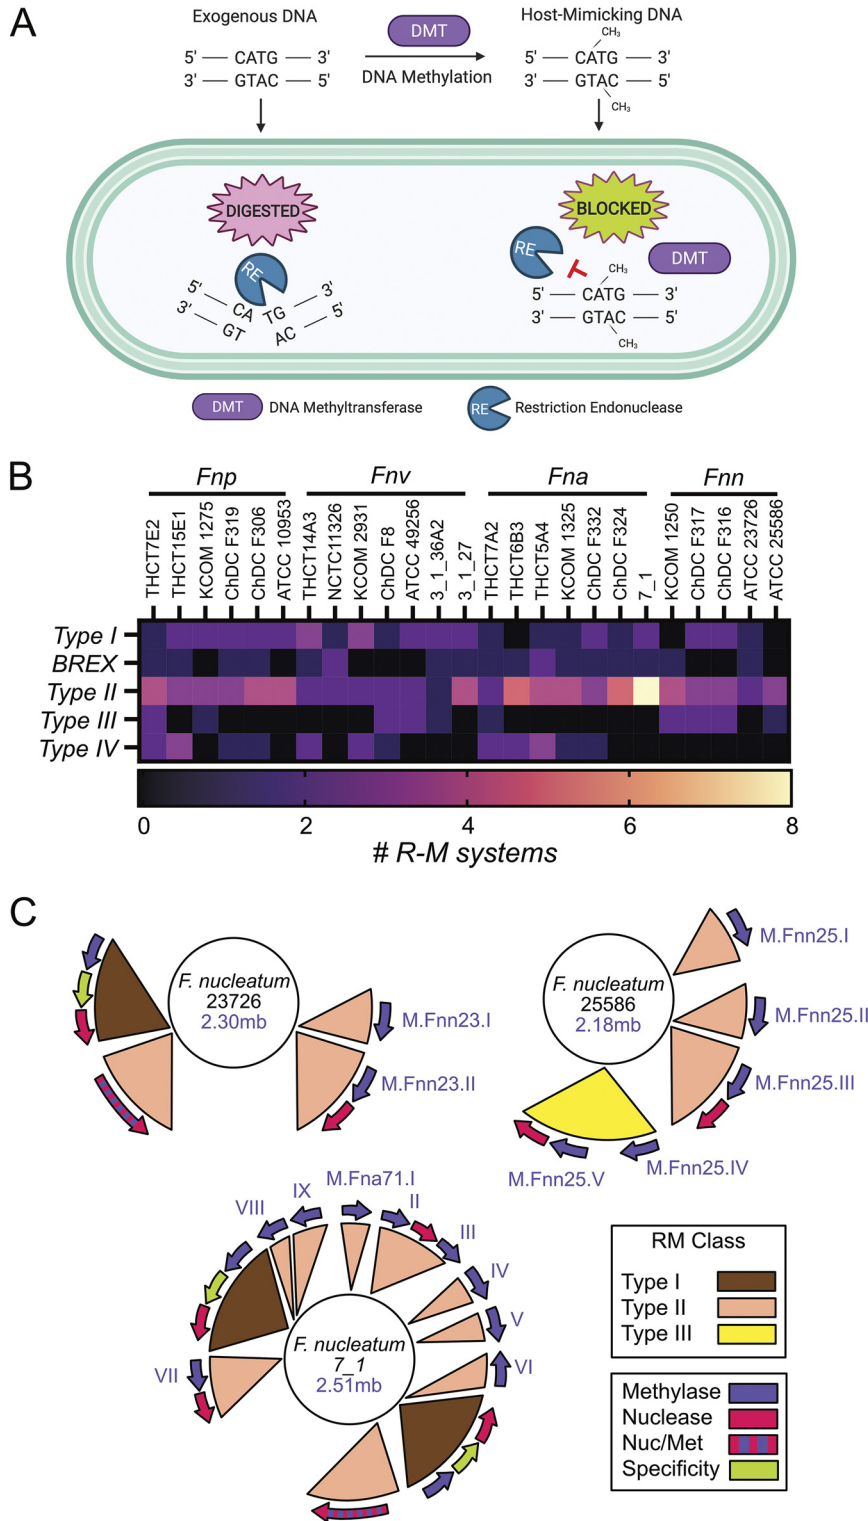 A
Exogenous DNA
DMT
Host-Mimicking DNA
CH₃
5' — CATG — 3'
3' — GTAC — 5'
DNA Methylation
5' — CATG — 3'
3' — GTAC — 5'
CH₃
DIGESTED
BLOCKED
RE
RE
DMT
CH₃
5' — CA TG — 3'
3' — GT AC — 5'
5' — CATG — 3'
3' — GTAC — 5'
CH₃
DMT DNA Methyltransferase
RE Restriction Endonuclease
B
Fnp Fnv Fna Fnn
THCT7E2
THCT15E1
KCOM 1275
ChDC F319
ChDC F306
ATCC 10953
THCT14A3
NCTC11326
KCOM 2931
ChDC F8
ATCC 49256
3_1_36A2
3_1_27
THCT7A2
THCT6B3
THCT5A4
KCOM 1325
ChDC F332
ChDC F324
7_1
KCOM 1250
ChDC F317
ChDC F316
ATCC 23726
ATCC 25586
Type I
BREX
Type II
Type III
Type IV
0 2 4 6 8
# R-M systems
C
F. nucleatum
23726
2.30mb
M.Fnn23.I
M.Fnn23.II
F. nucleatum
25586
2.18mb
M.Fnn25.I
M.Fnn25.II
M.Fnn25.III
M.Fnn25.IV
M.Fnn25.V
M.Fna71.I
II
III
IV
V
VI
VII
VIII
IX
F. nucleatum
7_1
2.51mb
RM Class
Type I
Type II
Type III
Methylase
Nuclease
Nuc/Met
Specificity